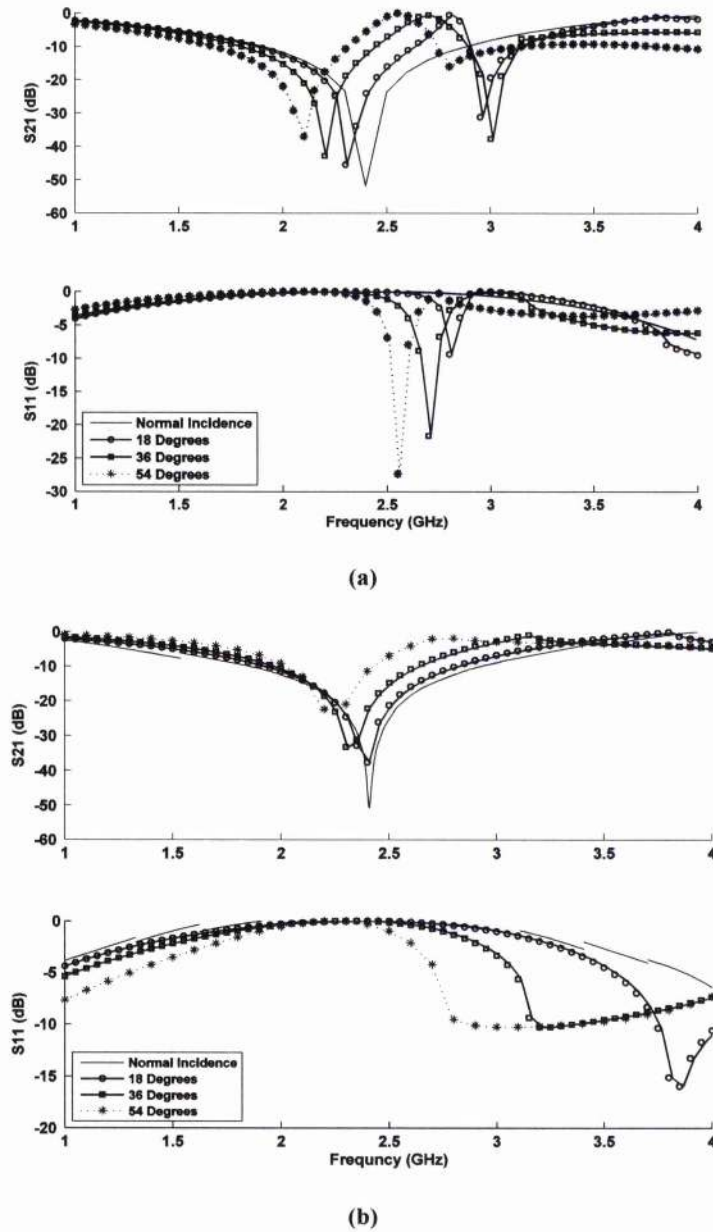 0
-10
-20
-30
-40
-50
-60
S21 (dB)
1 1.5 2 2.5 3 3.5 4
0
-5
-10
-15
-20
-25
-30
S11 (dB)
Normal Incidence
18 Degrees
36 Degrees
54 Degrees
1 1.5 2 2.5 3 3.5 4
Frequency (GHz)
(a)
0
-10
-20
-30
-40
-50
-60
S21 (dB)
1 1.5 2 2.5 3 3.5 4
0
-5
-10
-15
-20
S11 (dB)
Normal Incidence
18 Degrees
36 Degrees
54 Degrees
1 1.5 2 2.5 3 3.5 4
Frequncy (GHz)
(b)